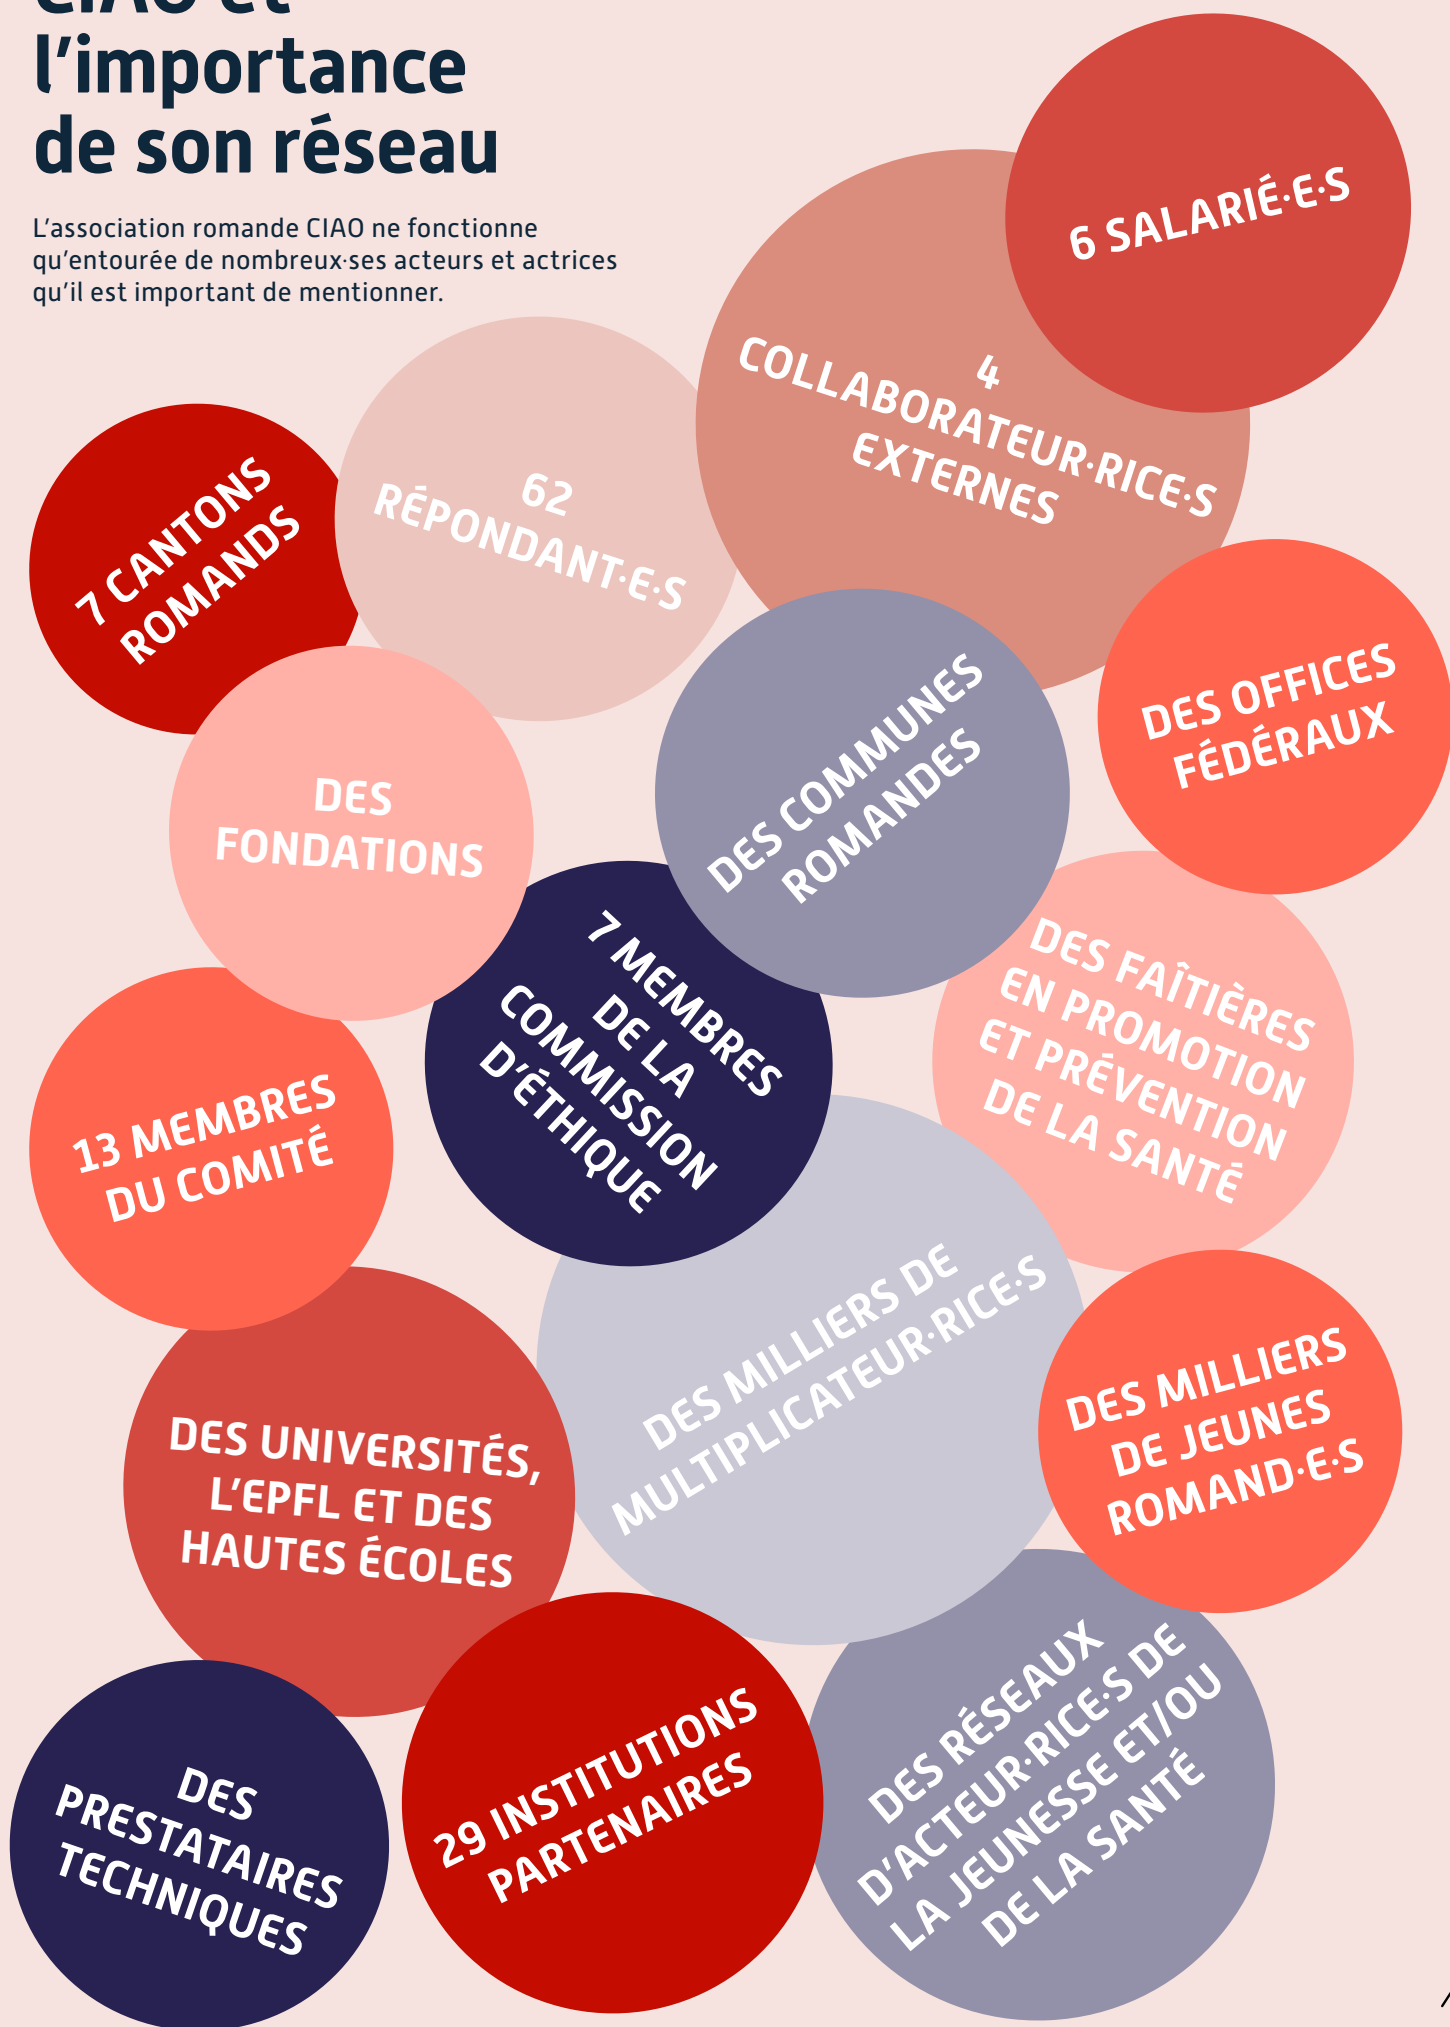 CIAO et
l’importance
de son réseau
L’association romande CIAO ne fonctionne
qu’entourée de nombreux·ses acteurs et actrices
qu’il est important de mentionner.
6 SALARIÉ·E·S
4
COLLABORATEUR·RICE·S
EXTERNES
62
RÉPONDANT·E·S
7 CANTONS
ROMANDS
DES OFFICES
FÉDÉRAUX
DES COMMUNES
ROMANDES
DES
FONDATIONS
7 MEMBRES
DE LA
COMMISSION
D’ÉTHIQUE
DES FAÎTIÈRES
EN PROMOTION
ET PRÉVENTION
DE LA SANTÉ
13 MEMBRES
DU COMITÉ
DES MILLIERS DE
MULTIPLICATEUR·RICE·S
DES MILLIERS
DE JEUNES
ROMAND·E·S
DES UNIVERSITÉS,
L’EPFL ET DES
HAUTES ÉCOLES
DES RÉSEAUX
D’ACTEUR·RICE·S DE
LA JEUNESSE ET/OU
DE LA SANTÉ
29 INSTITUTIONS
PARTENAIRES
DES
PRESTATAIRES
TECHNIQUES